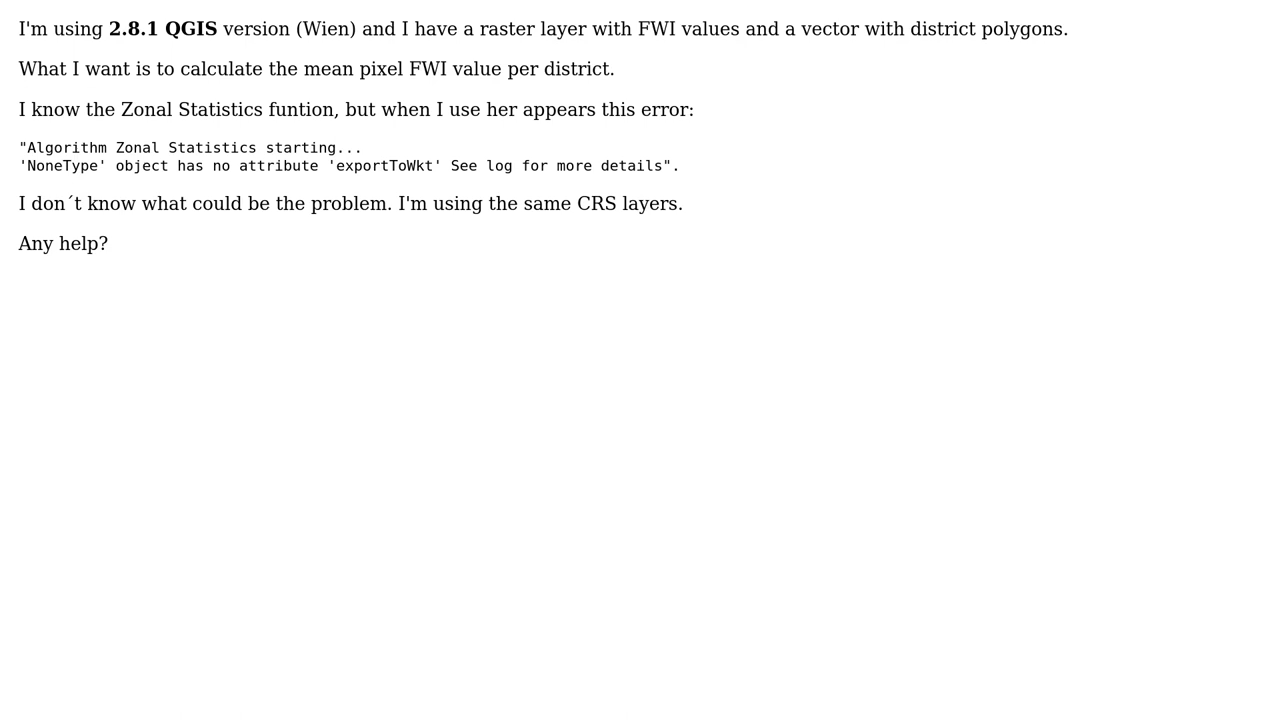 I'm using 2.8.1 QGIS version (Wien) and I have a raster layer with FWI values and a vector with district polygons.
What I want is to calculate the mean pixel FWI value per district.
I know the Zonal Statistics funtion, but when I use her appears this error:
"Algorithm Zonal Statistics starting...
'NoneType' object has no attribute 'exportToWkt' See log for more details".
I don´t know what could be the problem. I'm using the same CRS layers.
Any help?